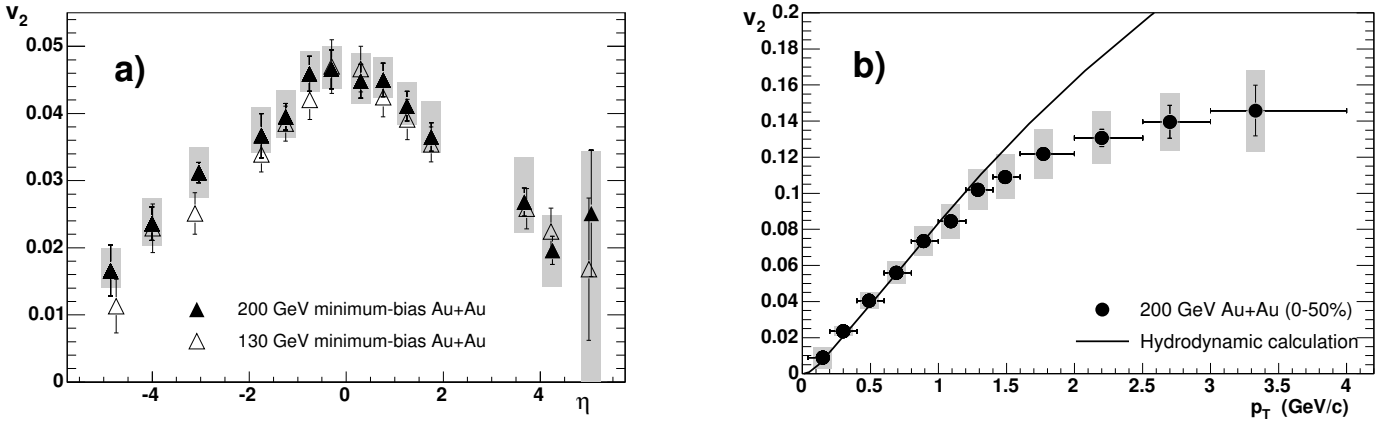 v2
a)
0.05
0.04
0.03
0.02
0.01
0
200 GeV minimum-bias Au+Au
130 GeV minimum-bias Au+Au
-4 -2 0 2 4 η
v2
b)
0.2
0.18
0.16
0.14
0.12
0.1
0.08
0.06
0.04
0.02
0
200 GeV Au+Au (0-50%)
Hydrodynamic calculation
0 0.5 1 1.5 2 2.5 3 3.5 4
pT (GeV/c)